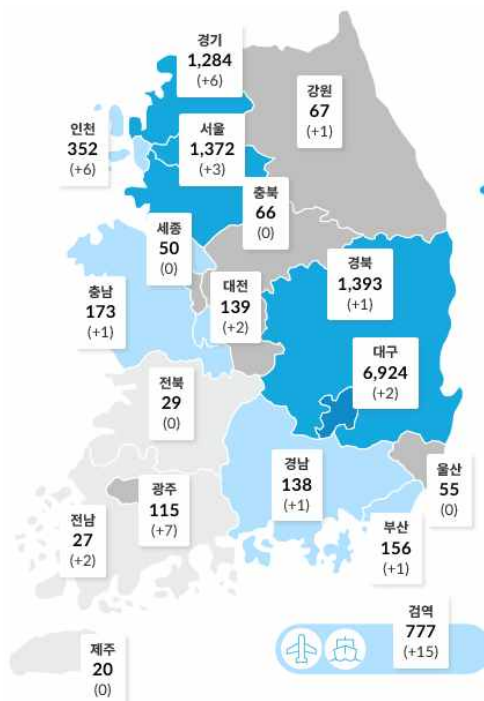 경기
1,284
(+6)
강원
67
(+1)
인천
352
(+6)
서울
1,372
(+3)
충북
66
(0)
세종
50
(0)
대전
139
(+2)
경북
1,393
(+1)
충남
173
(+1)
대구
6,924
(+2)
전북
29
(0)
경남
138
(+1)
울산
55
(0)
광주
115
(+7)
전남
27
(+2)
부산
156
(+1)
검역
777
(+15)
제주
20
(0)